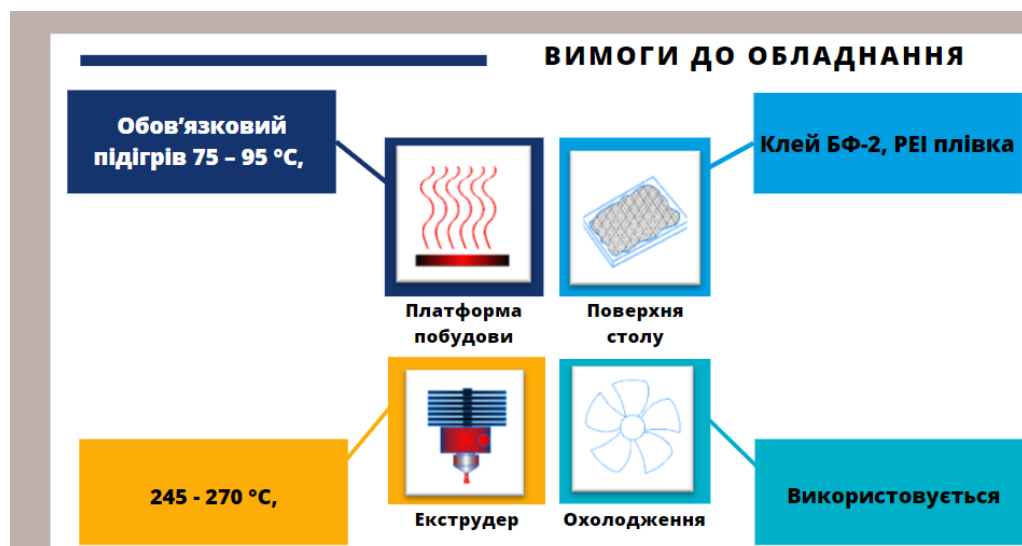 ВИМОГИ ДО ОБЛАДНАННЯ
Обов’язковий
підігрів 75 – 95 °С,
Клей БФ-2, PEI плівка
Платформа
побудови
Поверхня
столу
245 - 270 °С,
Використовується
Екструдер
Охолодження